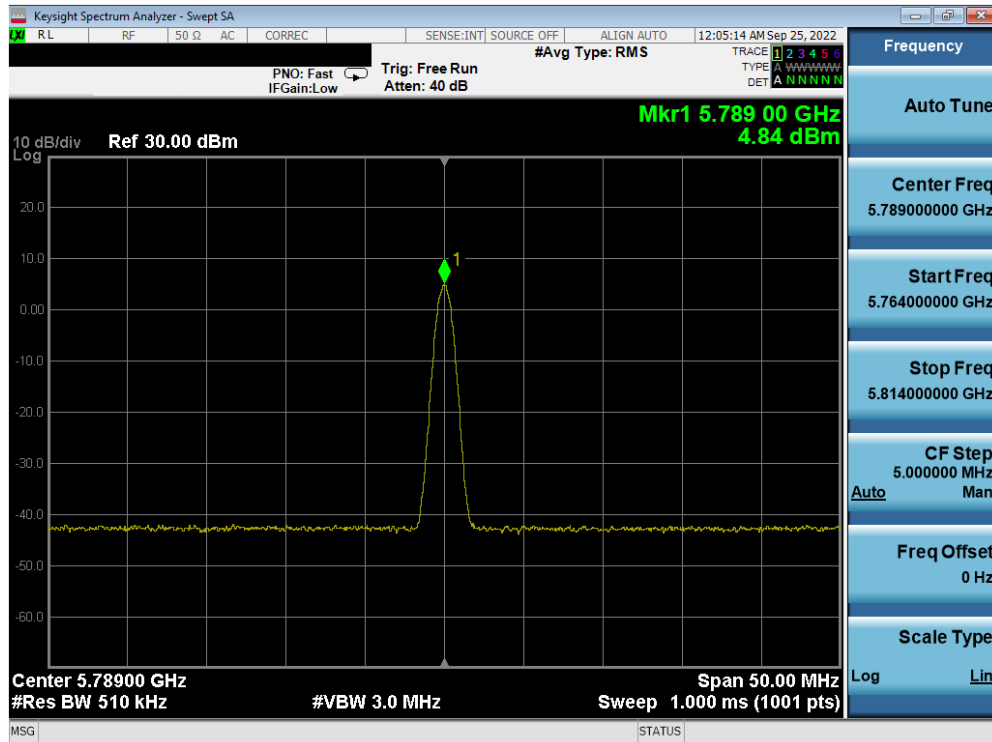 Keysight Spectrum Analyzer - Swept SA
LXI RL RF 50 Ω AC CORREC SENSE:INT SOURCE OFF ALIGN AUTO 12:05:14 AM Sep 25, 2022
#Avg Type: RMS
TRACE 1 2 3 4 5 6
PNO: Fast Trig: Free Run TYPE A WWWWW
IFGain:Low Atten: 40 dB DET A N N N N N
Mkr1 5.789 00 GHz
4.84 dBm
10 dB/div Ref 30.00 dBm
Log
20.0
1
10.0
0.00
-10.0
-20.0
-30.0
-40.0
-50.0
-60.0
Center 5.78900 GHz Span 50.00 MHz
#Res BW 510 kHz #VBW 3.0 MHz Sweep 1.000 ms (1001 pts)
MSG STATUS
Frequency
Auto Tune
Center Freq
5.789000000 GHz
Start Freq
5.764000000 GHz
Stop Freq
5.814000000 GHz
CF Step
5.000000 MHz
Auto Man
Freq Offset
0 Hz
Scale Type
Log Lin